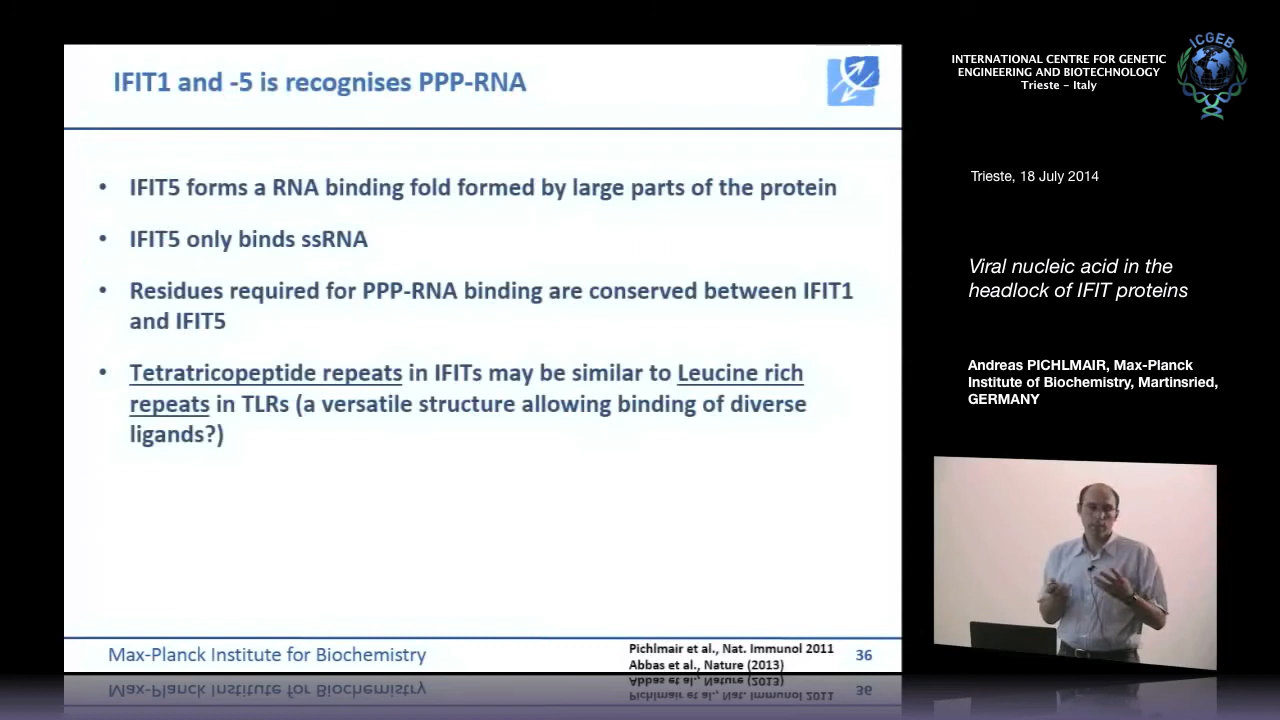 IFIT1 and -5 is recognises PPP-RNA
• IFIT5 forms a RNA binding fold formed by large parts of the protein
• IFIT5 only binds ssRNA
• Residues required for PPP-RNA binding are conserved between IFIT1
and IFIT5
• Tetratricopeptide repeats in IFITs may be similar to Leucine rich
repeats in TLRs (a versatile structure allowing binding of diverse
ligands?)
Max-Planck Institute for Biochemistry
Pichlmair et al., Nat. Immunol 2011
Abbas et al., Nature (2013)
36
INTERNATIONAL CENTRE FOR GENETIC
ENGINEERING AND BIOTECHNOLOGY
Trieste - Italy
ICGEB
Trieste, 18 July 2014
Viral nucleic acid in the
headlock of IFIT proteins
Andreas PICHLMAIR, Max-Planck
Institute of Biochemistry, Martinsried,
GERMANY